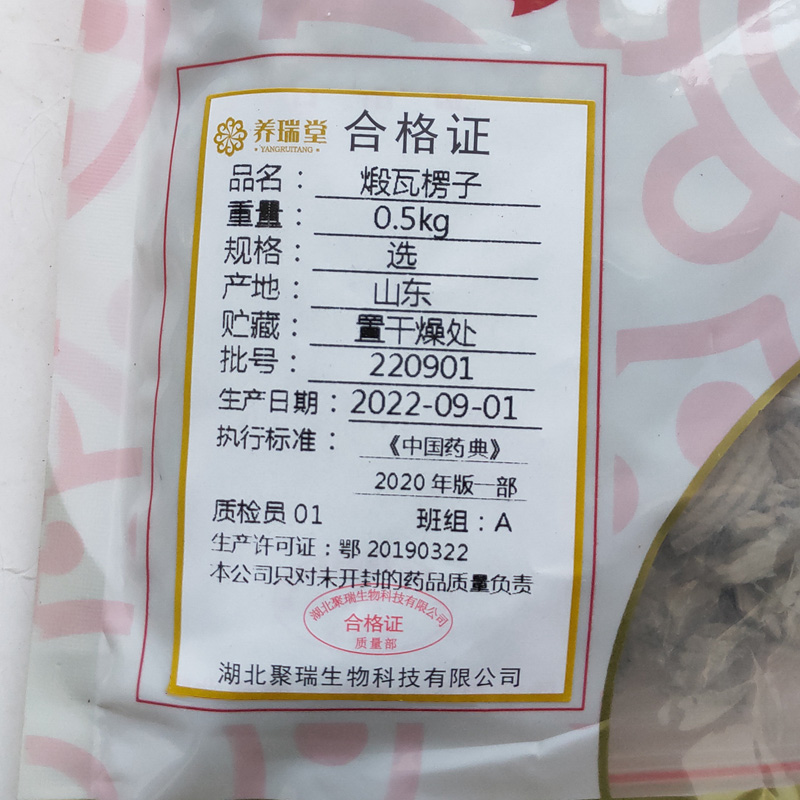 养瑞堂
YANGRUITANG
合格证
品名：煅瓦楞子
重量：0.5kg
规格：选
产地：山东
贮藏：置干燥处
批号：220901
生产日期：2022-09-01
执行标准：《中国药典》
2020 年版一部
质检员 01 班组：A
生产许可证：鄂 20190322
本公司只对未开封的药品质量负责
湖北聚瑞生物科技有限公司
合格证
质量部
湖北聚瑞生物科技有限公司